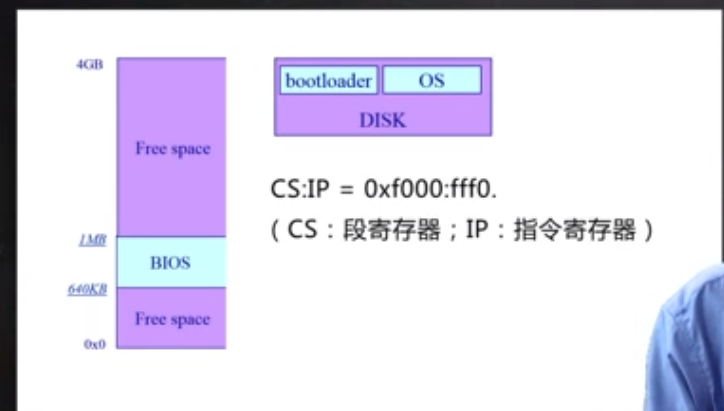 4GB
Free space
1MB
BIOS
640KB
Free space
0x0
bootloader
OS
DISK
CS:IP = 0xf000:fff0.
(CS:段寄存器;IP:指令寄存器)